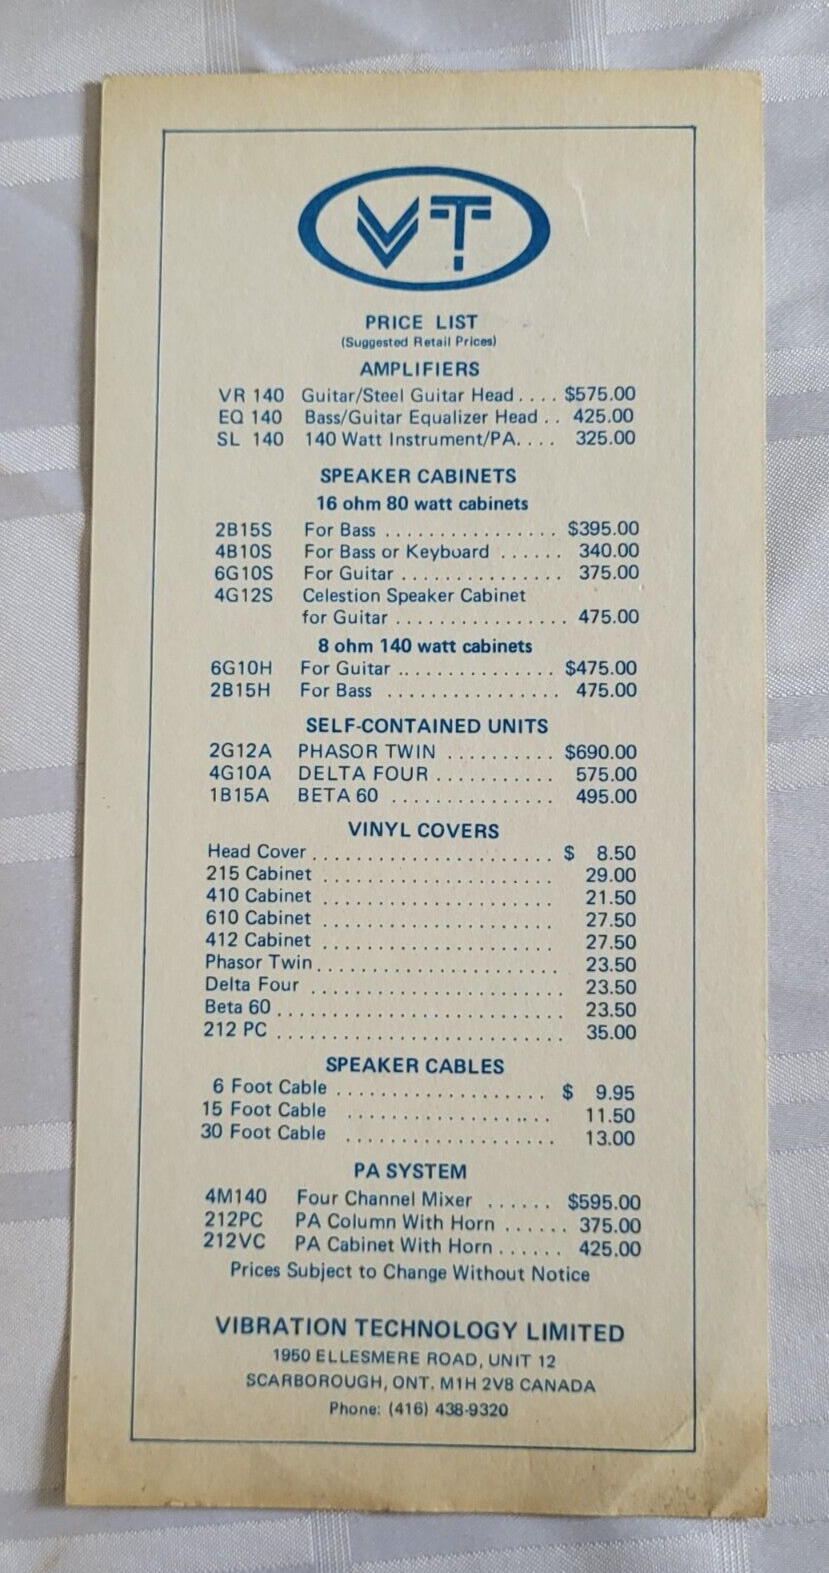 VT
PRICE LIST
(Suggested Retail Prices)
AMPLIFIERS
VR 140 Guitar/Steel Guitar Head . . . . $575.00
EQ 140 Bass/Guitar Equalizer Head . . 425.00
SL 140 140 Watt Instrument/PA. . . . 325.00
SPEAKER CABINETS
16 ohm 80 watt cabinets
2B15S For Bass . . . . . . . . . . . . . . . . $395.00
4B10S For Bass or Keyboard . . . . . . 340.00
6G10S For Guitar . . . . . . . . . . . . . . . 375.00
4G12S Celestion Speaker Cabinet
for Guitar . . . . . . . . . . . . . . . . 475.00
8 ohm 140 watt cabinets
6G10H For Guitar . . . . . . . . . . . . . . . $475.00
2B15H For Bass . . . . . . . . . . . . . . . . 475.00
SELF-CONTAINED UNITS
2G12A PHASOR TWIN . . . . . . . . . . $690.00
4G10A DELTA FOUR . . . . . . . . . . . 575.00
1B15A BETA 60 . . . . . . . . . . . . . . . 495.00
VINYL COVERS
Head Cover . . . . . . . . . . . . . . . . . . . . . . $ 8.50
215 Cabinet . . . . . . . . . . . . . . . . . . . . . 29.00
410 Cabinet . . . . . . . . . . . . . . . . . . . . . 21.50
610 Cabinet . . . . . . . . . . . . . . . . . . . . . 27.50
412 Cabinet . . . . . . . . . . . . . . . . . . . . . 27.50
Phasor Twin . . . . . . . . . . . . . . . . . . . . . . 23.50
Delta Four . . . . . . . . . . . . . . . . . . . . . . . 23.50
Beta 60 . . . . . . . . . . . . . . . . . . . . . . . . . . 23.50
212 PC . . . . . . . . . . . . . . . . . . . . . . . . . . 35.00
SPEAKER CABLES
6 Foot Cable . . . . . . . . . . . . . . . . . . . $ 9.95
15 Foot Cable . . . . . . . . . . . . . . . . . . . 11.50
30 Foot Cable . . . . . . . . . . . . . . . . . . . 13.00
PA SYSTEM
4M140 Four Channel Mixer . . . . . . $595.00
212PC PA Column With Horn . . . . . . 375.00
212VC PA Cabinet With Horn . . . . . . 425.00
Prices Subject to Change Without Notice
VIBRATION TECHNOLOGY LIMITED
1950 ELLESMERE ROAD, UNIT 12
SCARBOROUGH, ONT. M1H 2V8 CANADA
Phone: (416) 438-9320